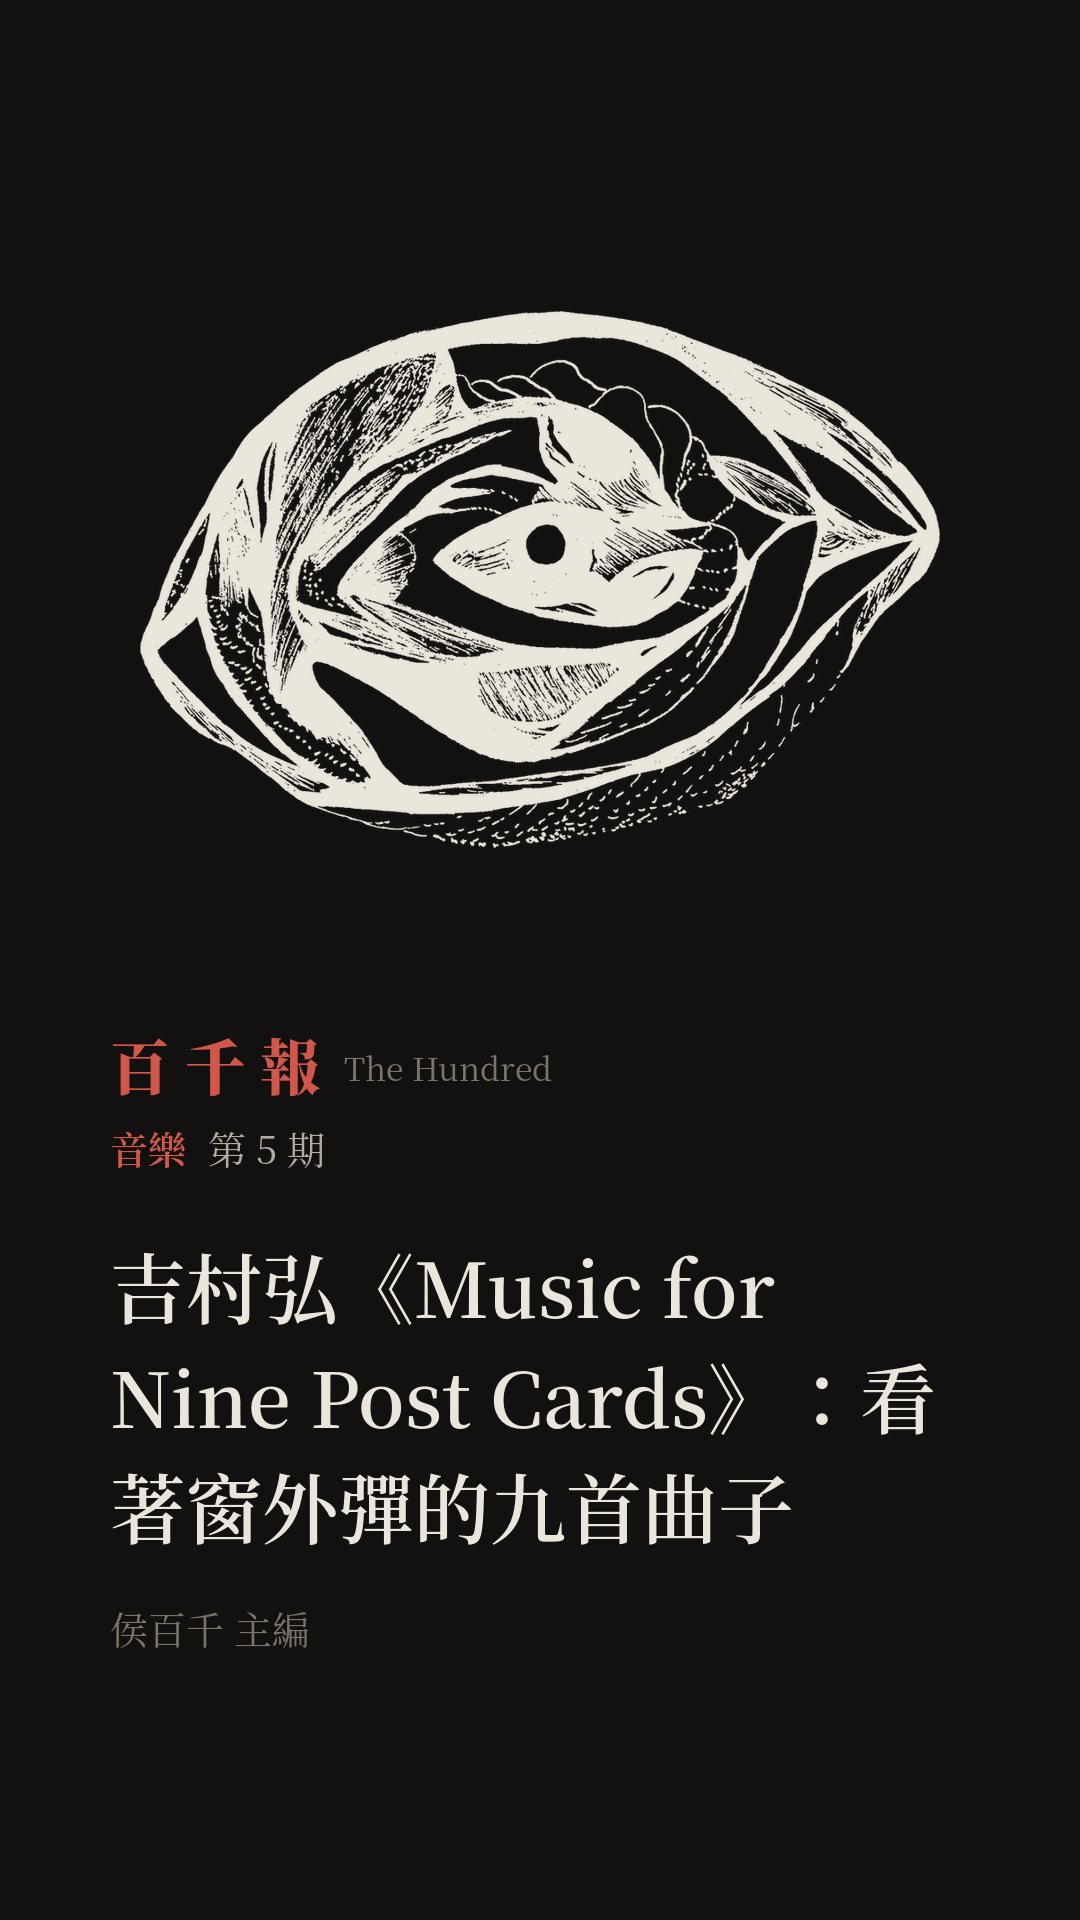 百千報 The Hundred
音樂 第 5 期
吉村弘《Music for
Nine Post Cards》：看
著窗外彈的九首曲子
侯百千 主編